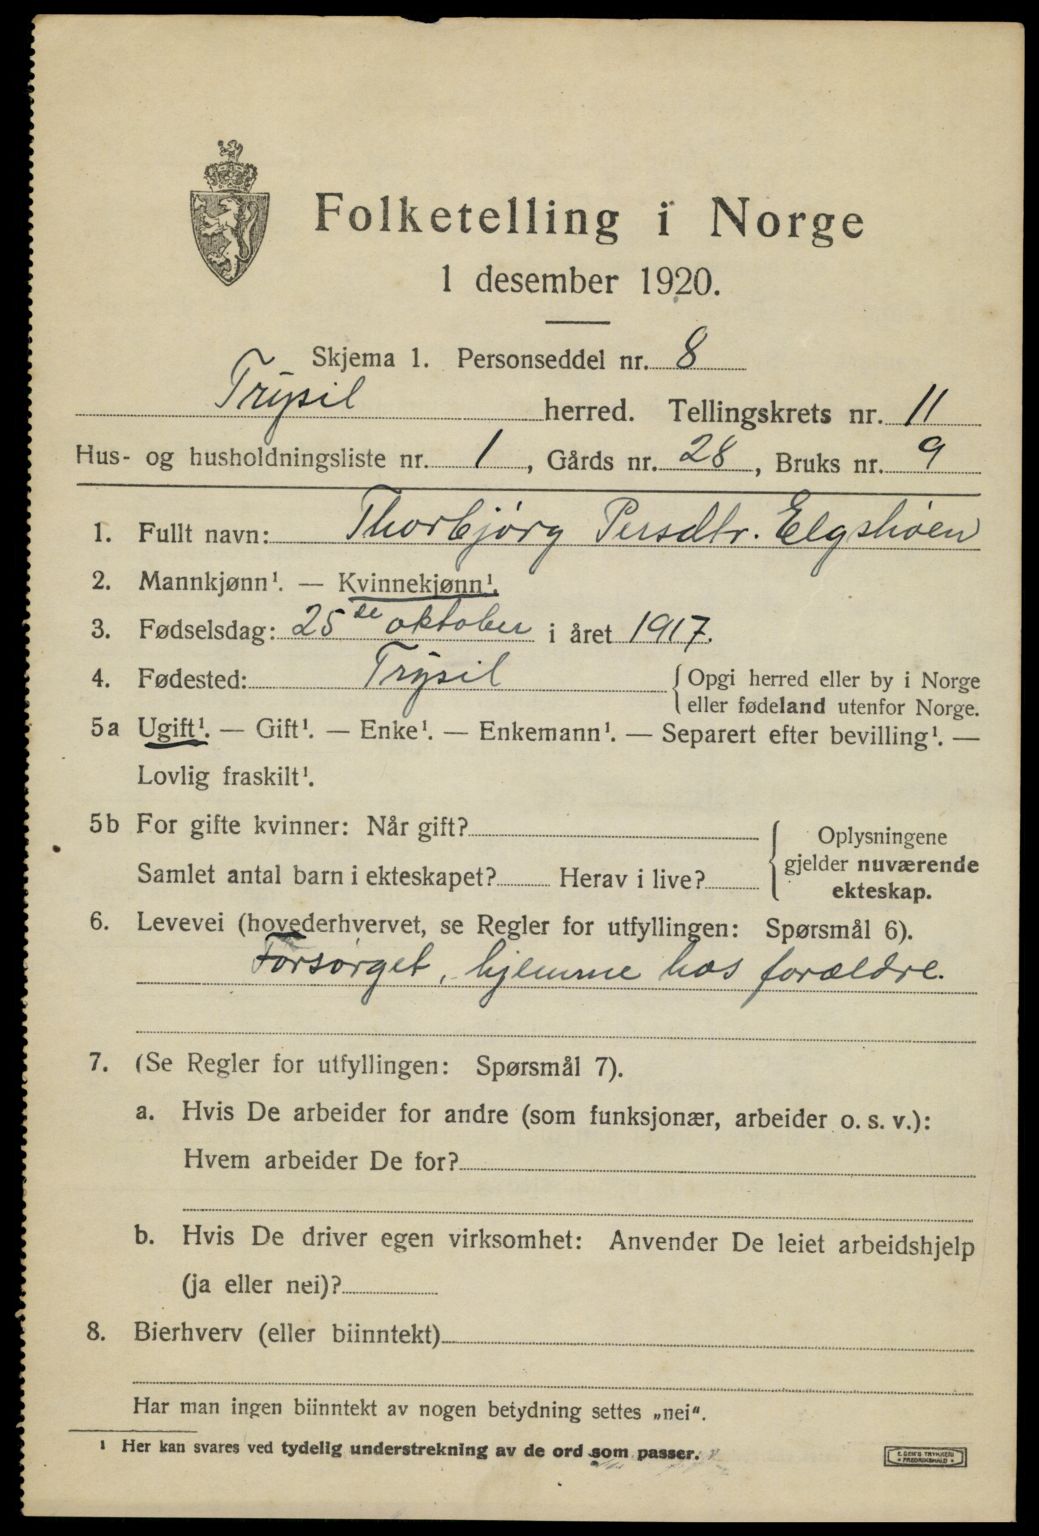 Folketelling i Norge
1 desember 1920.
Skjema 1. Personseddel nr. 8
Trysil herred. Tellingskrets nr. 11
Hus- og husholdningsliste nr. 1, Gårds nr. 28, Bruks nr. 9
1. Fullt navn: Thorbjørg Persdtr. Elgshøen
2. Mannkjønn¹. — Kvinnekjønn¹.
3. Fødselsdag: 25de oktober i året 1917.
4. Fødested: Trysil { Opgi herred eller by i Norge
eller fødeland utenfor Norge.
5a Ugift¹. — Gift¹. — Enke¹. — Enkemann¹. — Separert efter bevilling¹. —
Lovlig fraskilt¹.
5b For gifte kvinner: Når gift?
Samlet antal barn i ekteskapet? Herav i live?
{ Oplysningene
gjelder nuværende
ekteskap.
6. Levevei (hovederhvervet, se Regler for utfyllingen: Spørsmål 6).
Forsørget, hjemme hos forældre.
7. (Se Regler for utfyllingen: Spørsmål 7).
a. Hvis De arbeider for andre (som funksjonær, arbeider o. s. v.):
Hvem arbeider De for?
b. Hvis De driver egen virksomhet: Anvender De leiet arbeidshjelp
(ja eller nei)?
8. Bierhverv (eller biinntekt)
Har man ingen biinntekt av nogen betydning settes „nei“.
¹ Her kan svares ved tydelig understrekning av de ord som passer.
FREDRIKSHALD